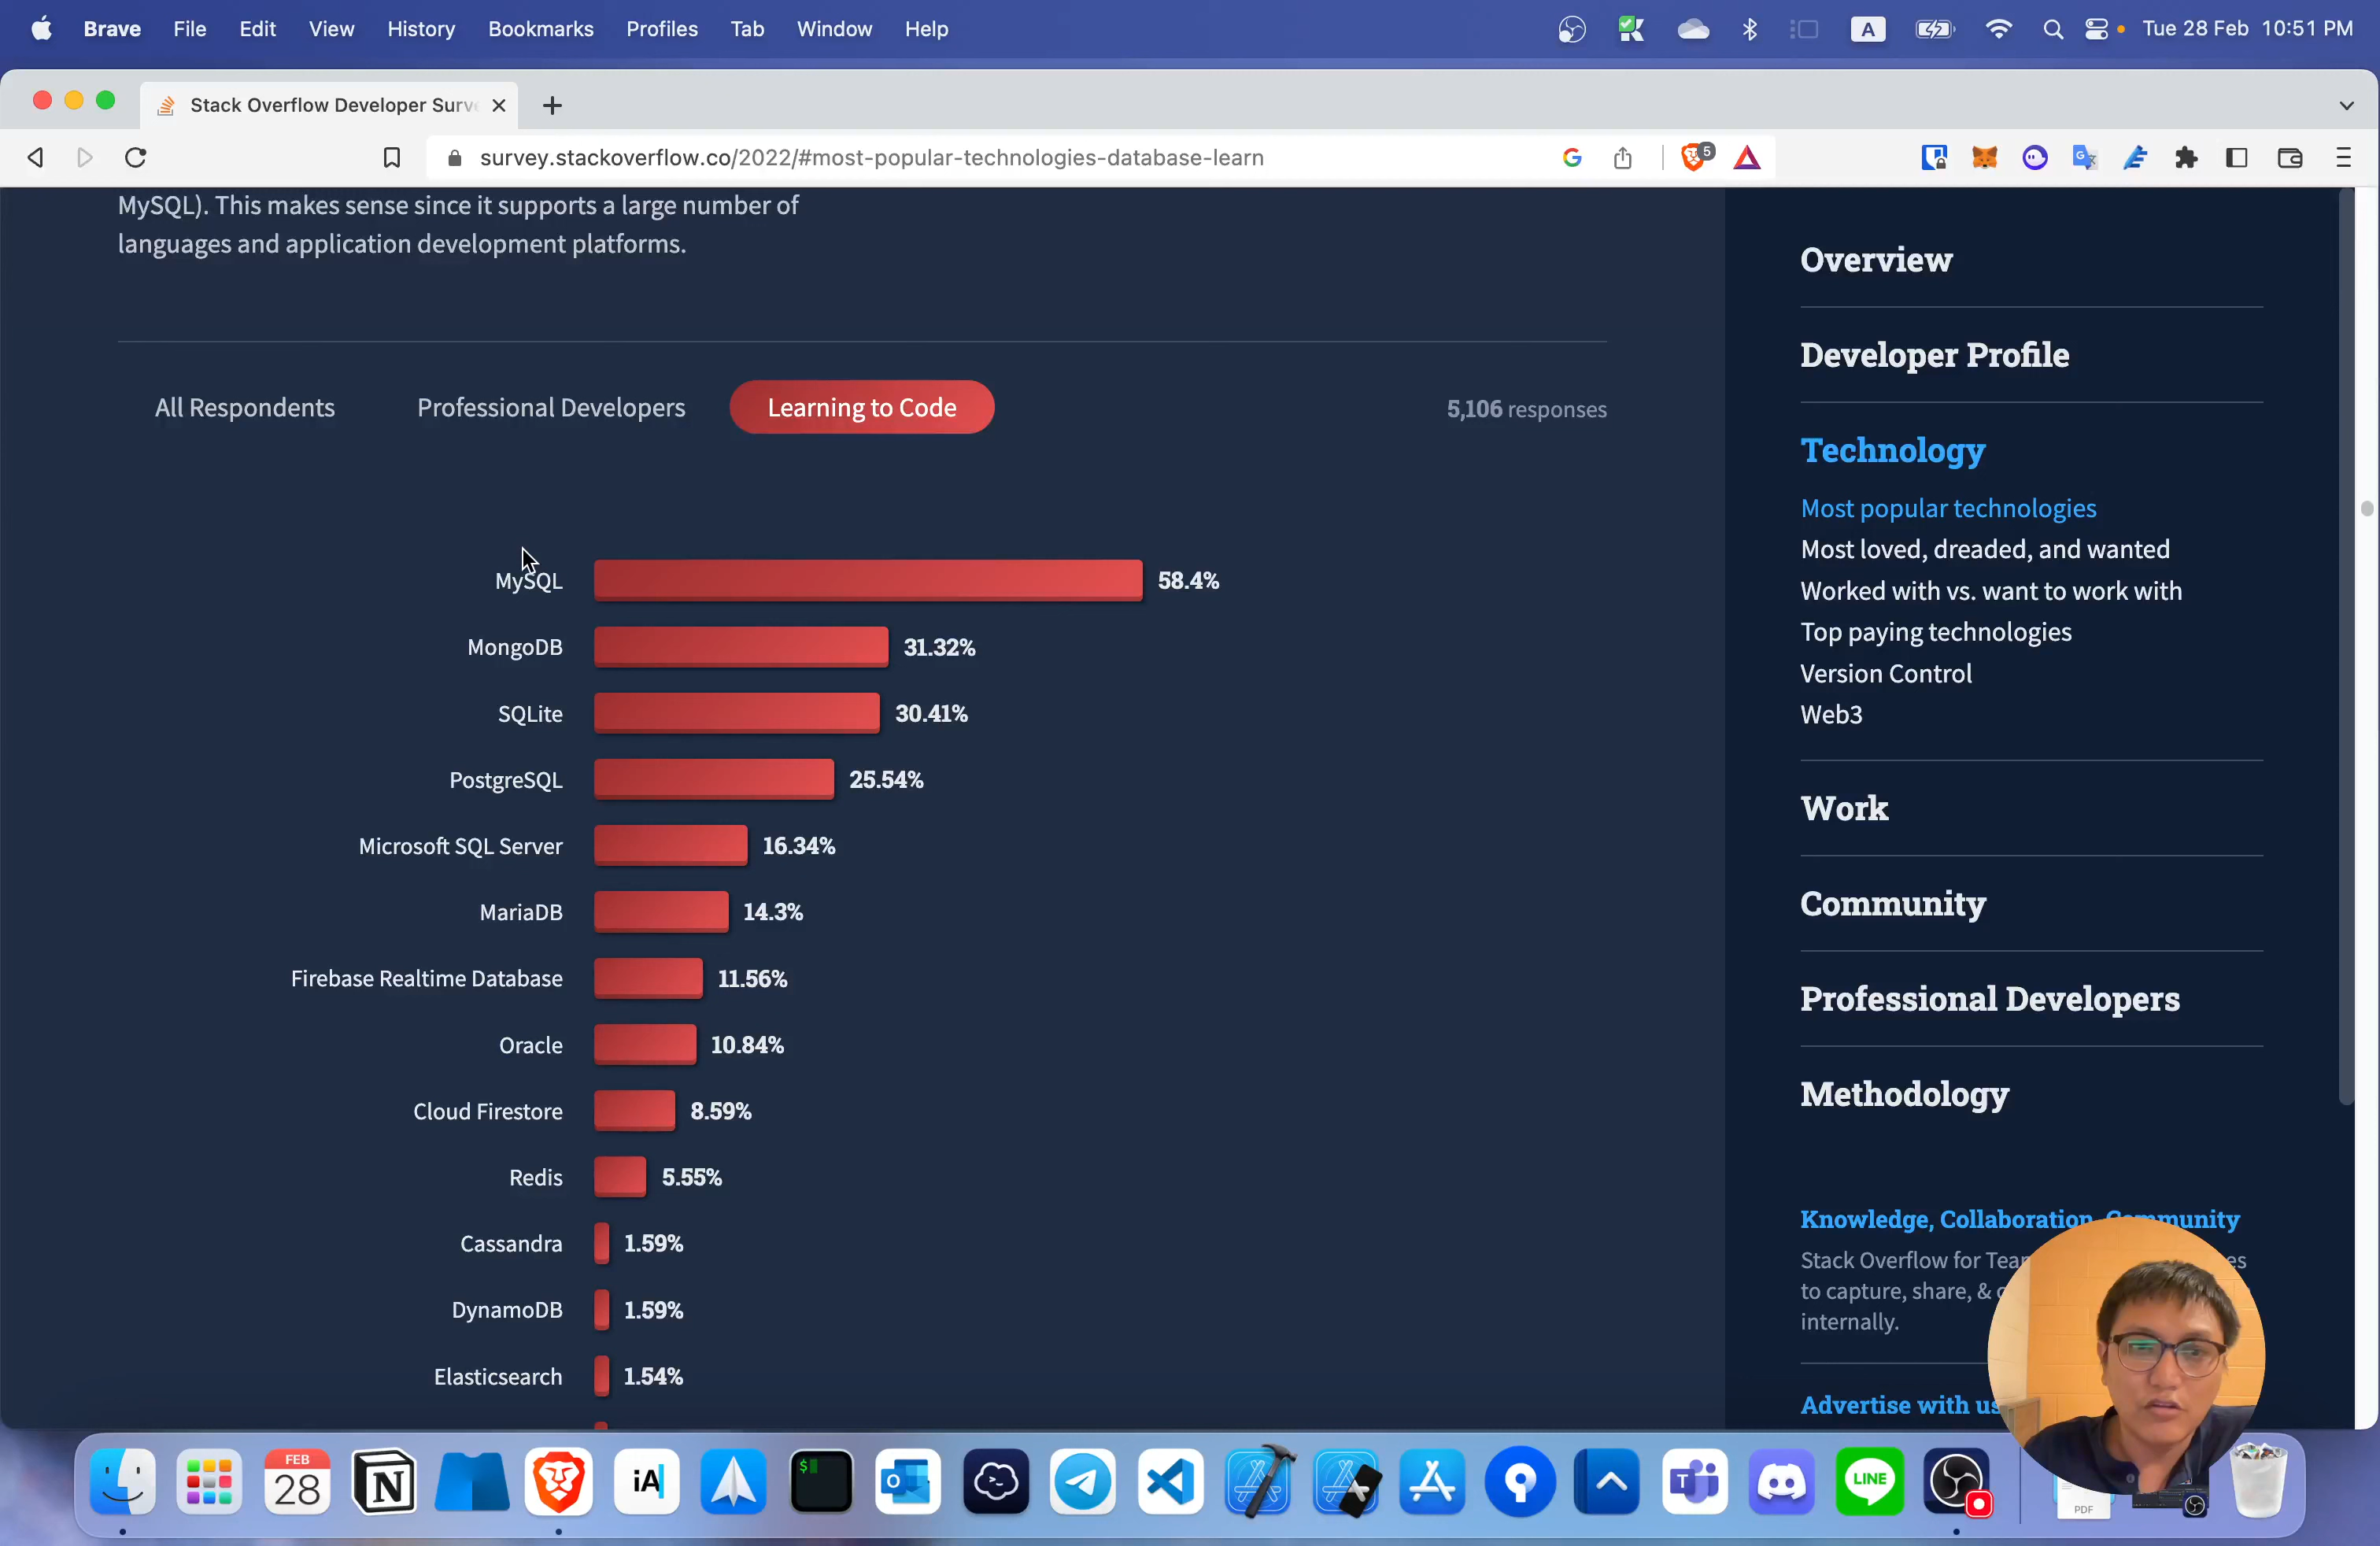 Brave File Edit View History Bookmarks Profiles Tab Window Help
A
Tue 28 Feb 10:51 PM
Stack Overflow Developer Surve
survey.stackoverflow.co/2022/#most-popular-technologies-database-learn
5
MySQL). This makes sense since it supports a large number of
languages and application development platforms.
All Respondents Professional Developers Learning to Code
5,106 responses
MySQL 58.4%
MongoDB 31.32%
SQLite 30.41%
PostgreSQL 25.54%
Microsoft SQL Server 16.34%
MariaDB 14.3%
Firebase Realtime Database 11.56%
Oracle 10.84%
Cloud Firestore 8.59%
Redis 5.55%
Cassandra 1.59%
DynamoDB 1.59%
Elasticsearch 1.54%
Overview
Developer Profile
Technology
Most popular technologies
Most loved, dreaded, and wanted
Worked with vs. want to work with
Top paying technologies
Version Control
Web3
Work
Community
Professional Developers
Methodology
Knowledge, Collaboration,
Stack Overflow for
to capture, share, &
internally.
Advertise with us
FEB
28
N
iA
$
O
T
LINE
PDF